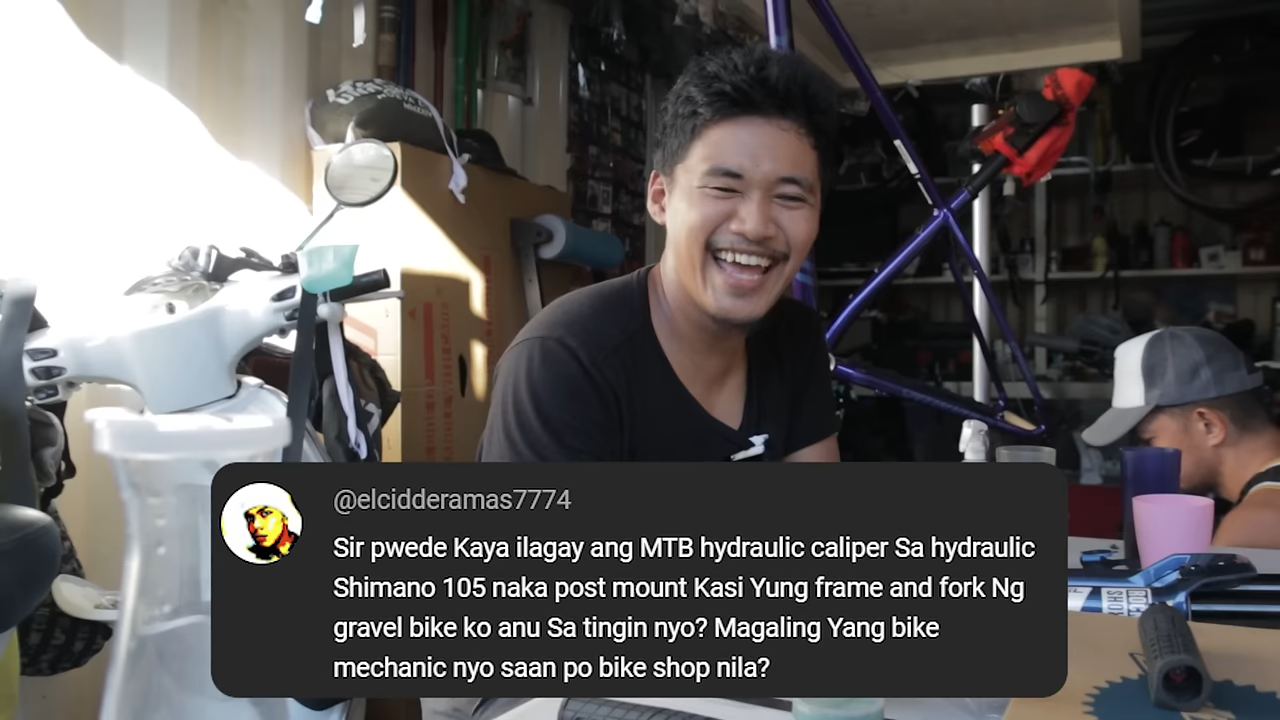 @elcidderamas7774
Sir pwede Kaya ilagay ang MTB hydraulic caliper Sa hydraulic
Shimano 105 naka post mount Kasi Yung frame and fork Ng
gravel bike ko anu Sa tingin nyo? Magaling Yang bike
mechanic nyo saan po bike shop nila?
ROCK
SHOX